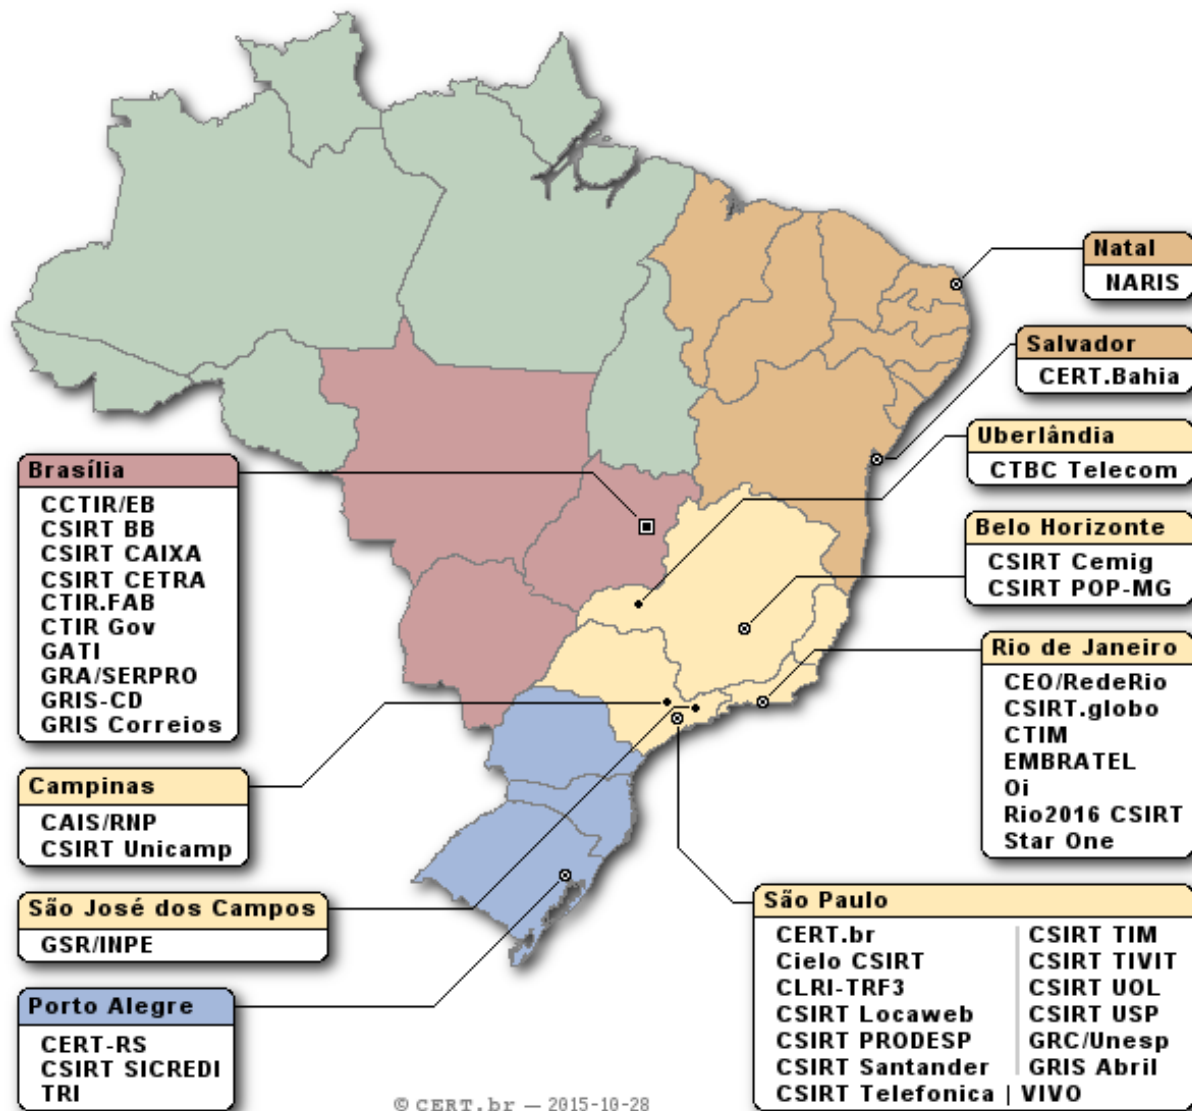 Natal
NARIS
Salvador
CERT.Bahia
Uberlândia
CTBC Telecom
Brasília
CCTIR/EB
CSIRT BB
CSIRT CAIXA
CSIRT CETRA
CTIR.FAB
CTIR Gov
GATI
GRA/SERPRO
GRIS-CD
GRIS Correios
Belo Horizonte
CSIRT Cemig
CSIRT POP-MG
Rio de Janeiro
CEO/RedeRio
CSIRT.globo
CTIM
EMBRATEL
Oi
Rio2016 CSIRT
Star One
Campinas
CAIS/RNP
CSIRT Unicamp
São José dos Campos
GSR/INPE
São Paulo
CERT.br
Cielo CSIRT
CLRI-TRF3
CSIRT Locaweb
CSIRT PRODESP
CSIRT Santander
CSIRT Telefonica | VIVO
CSIRT TIM
CSIRT TIVIT
CSIRT UOL
CSIRT USP
GRC/Unesp
GRIS Abril
Porto Alegre
CERT-RS
CSIRT SICREDI
TRI
© CERT.br — 2015-10-28